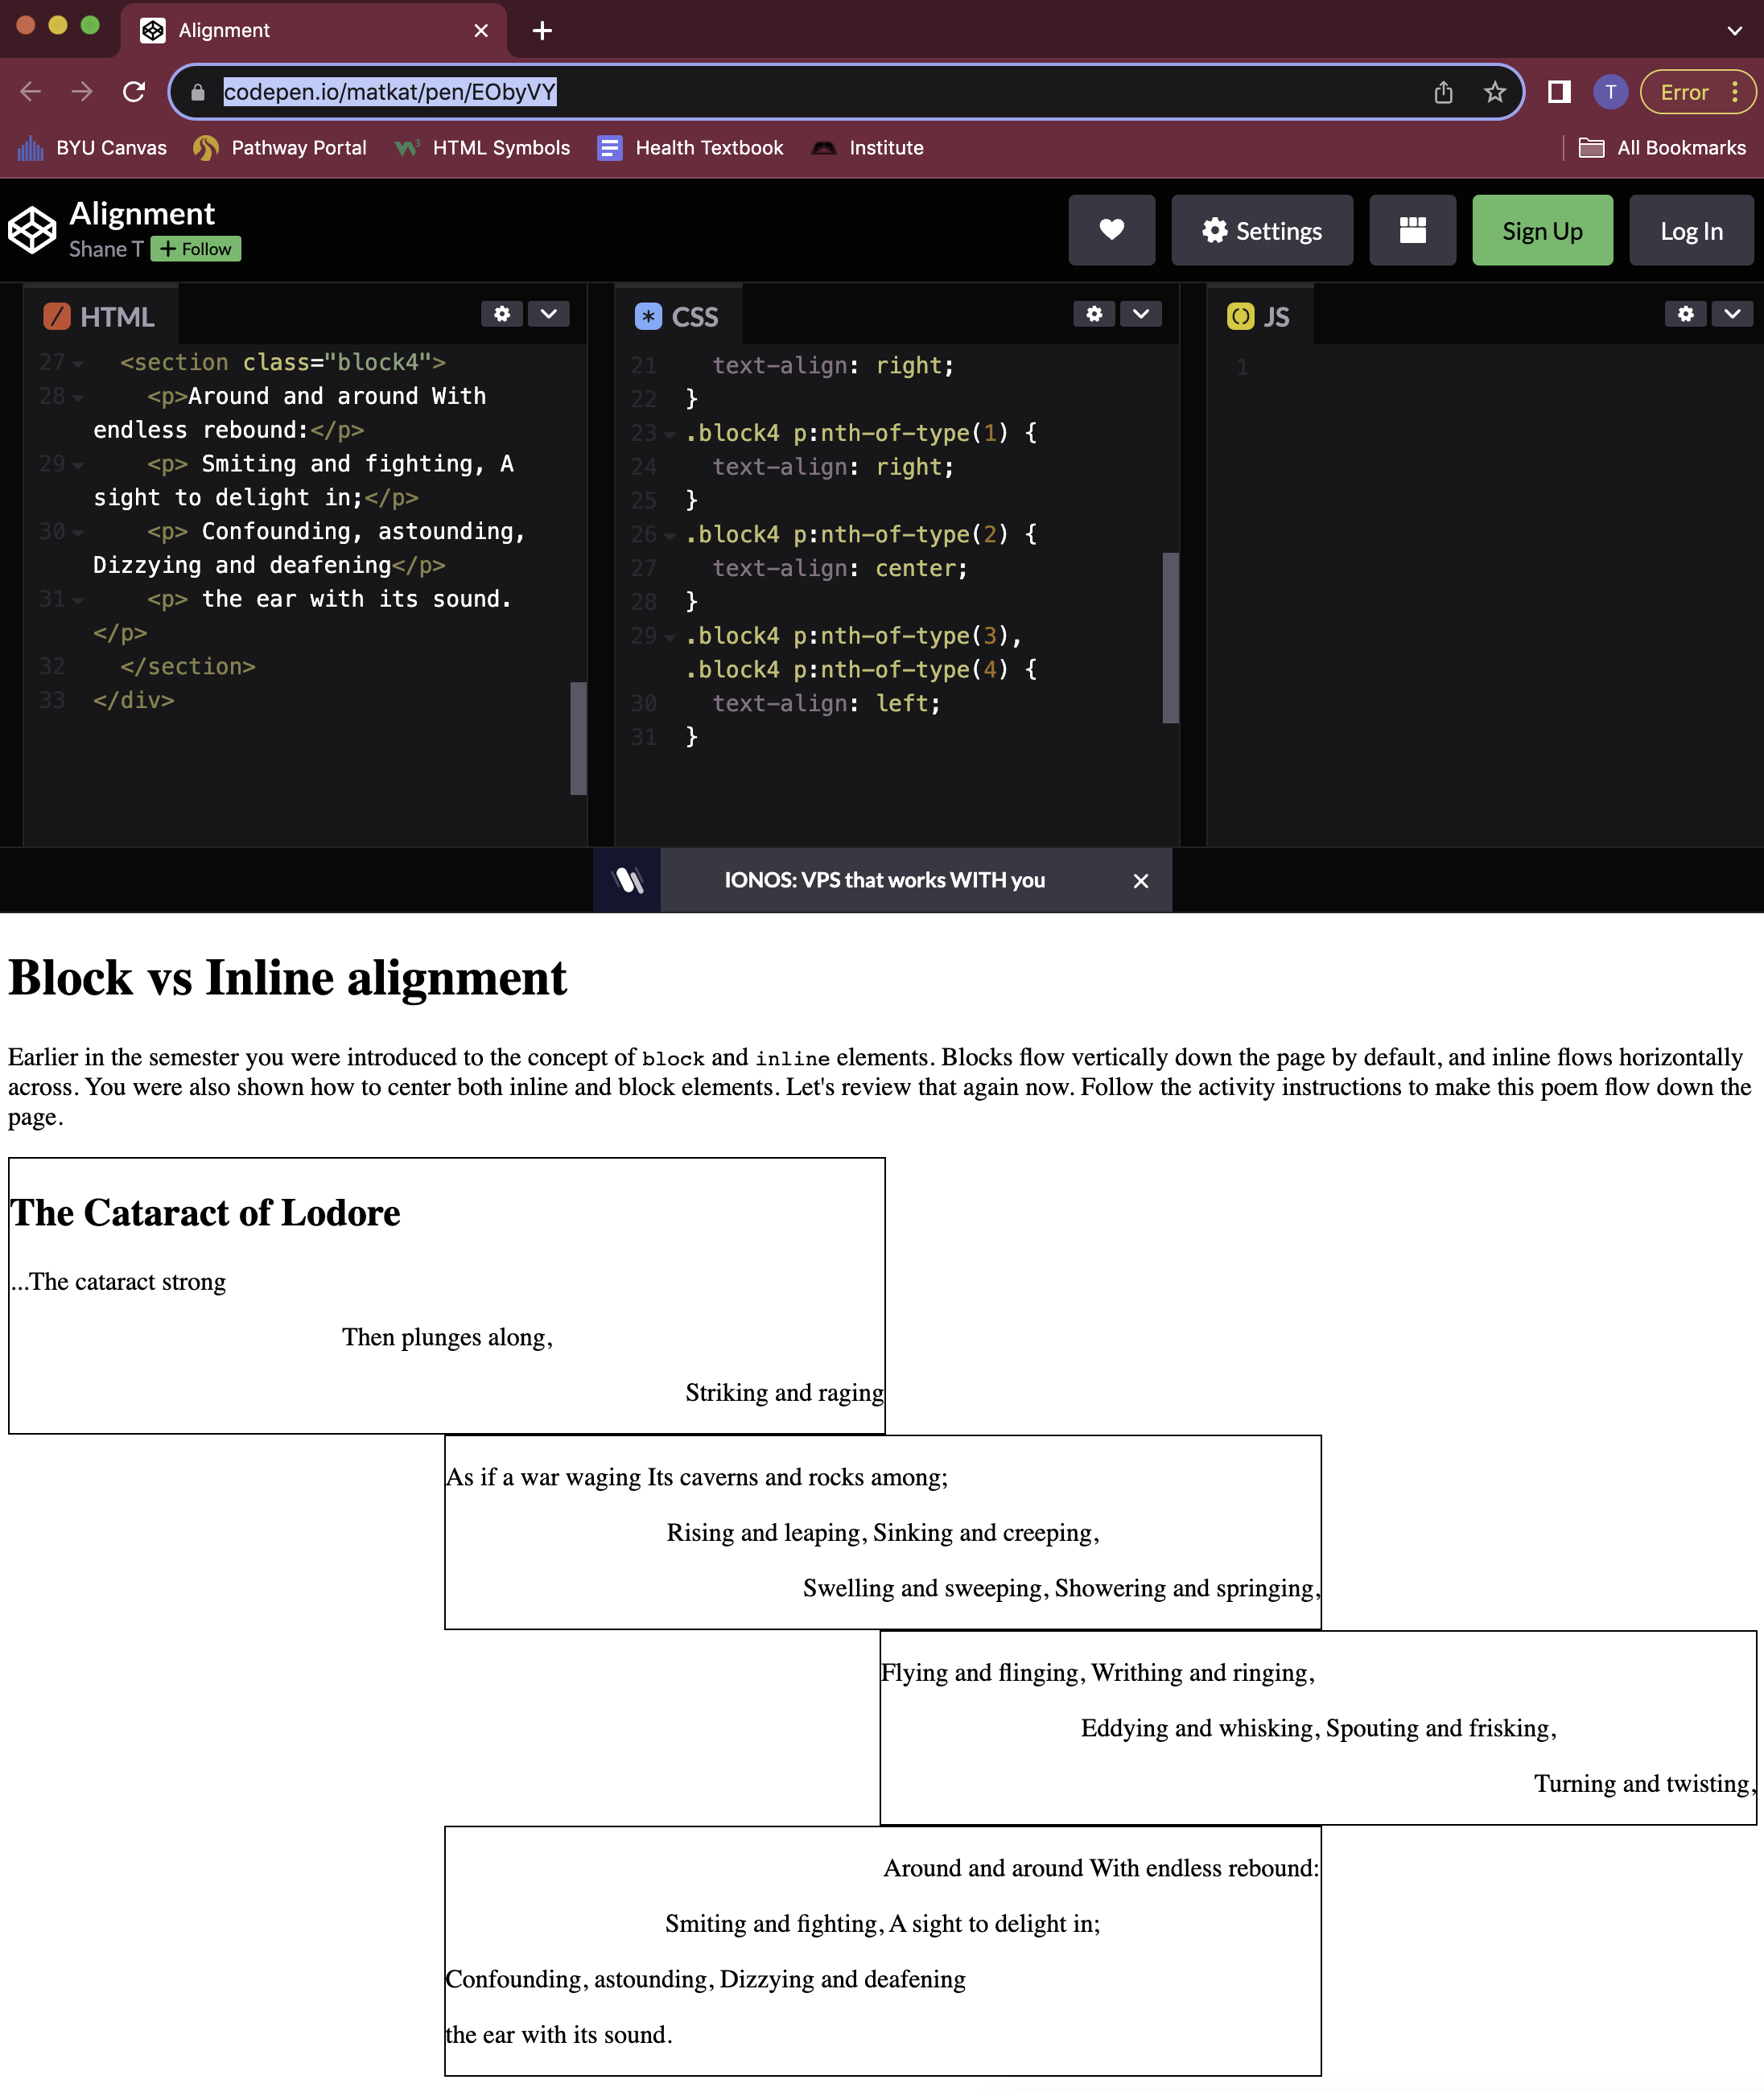 Alignment
codepen.io/matkat/pen/EObyVY
T
Error
BYU Canvas
Pathway Portal
HTML Symbols
Health Textbook
Institute
All Bookmarks
Alignment
Shane T
+ Follow
Settings
Sign Up
Log In
HTML
27 <section class="block4">
28 <p>Around and around With
endless rebound:</p>
29 <p> Smiting and fighting, A
sight to delight in;</p>
30 <p> Confounding, astounding,
Dizzying and deafening</p>
31 <p> the ear with its sound.
</p>
32 </section>
33 </div>
CSS
21 text-align: right;
22 }
23 .block4 p:nth-of-type(1) {
24 text-align: right;
25 }
26 .block4 p:nth-of-type(2) {
27 text-align: center;
28 }
29 .block4 p:nth-of-type(3),
.block4 p:nth-of-type(4) {
30 text-align: left;
31 }
JS
1
IONOS: VPS that works WITH you
Block vs Inline alignment
Earlier in the semester you were introduced to the concept of block and inline elements. Blocks flow vertically down the page by default, and inline flows horizontally
across. You were also shown how to center both inline and block elements. Let's review that again now. Follow the activity instructions to make this poem flow down the
page.
The Cataract of Lodore
...The cataract strong
Then plunges along,
Striking and raging
As if a war waging Its caverns and rocks among;
Rising and leaping, Sinking and creeping,
Swelling and sweeping, Showering and springing,
Flying and flinging, Writhing and ringing,
Eddying and whisking, Spouting and frisking,
Turning and twisting,
Around and around With endless rebound:
Smiting and fighting, A sight to delight in;
Confounding, astounding, Dizzying and deafening
the ear with its sound.